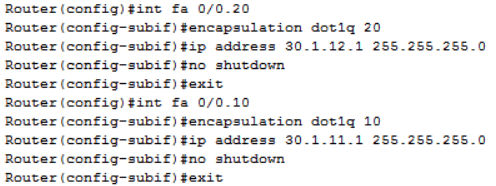 Router(config)#int fa 0/0.20
Router(config-subif)#encapsulation dot1q 20
Router(config-subif)#ip address 30.1.12.1 255.255.255.0
Router(config-subif)#no shutdown
Router(config-subif)#exit
Router(config)#int fa 0/0.10
Router(config-subif)#encapsulation dot1q 10
Router(config-subif)#ip address 30.1.11.1 255.255.255.0
Router(config-subif)#no shutdown
Router(config-subif)#exit